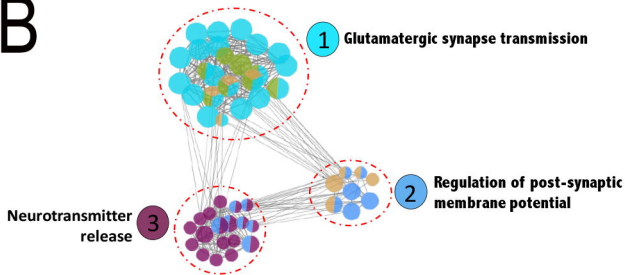 B
1 Glutamatergic synapse transmission
2 Regulation of post-synaptic
membrane potential
Neurotransmitter
release 3